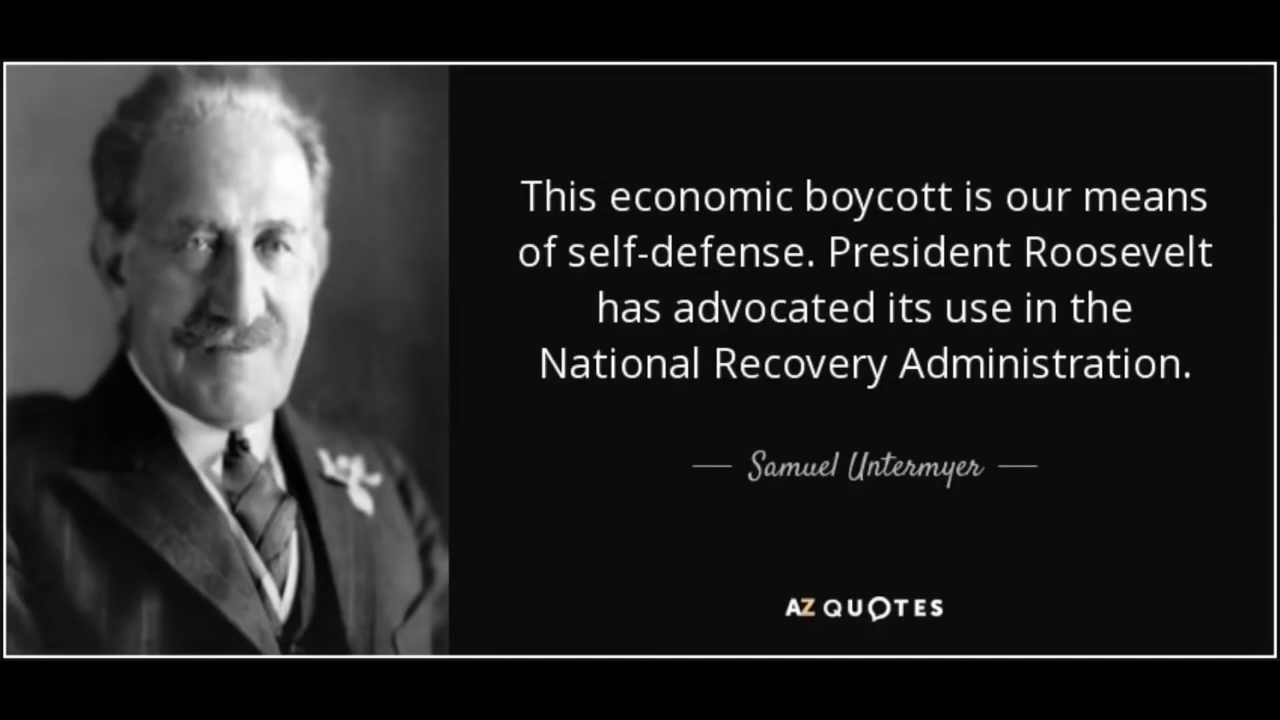 This economic boycott is our means
of self-defense. President Roosevelt
has advocated its use in the
National Recovery Administration.
Samuel Untermyer
AZ QUOTES